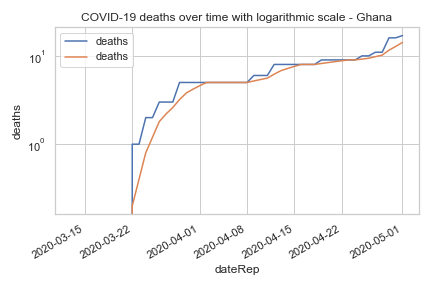 COVID-19 deaths over time with logarithmic scale - Ghana
deaths
deaths
10¹
10⁰
deaths
2020-03-15
2020-03-22
2020-04-01
2020-04-08
2020-04-15
2020-04-22
2020-05-01
dateRep